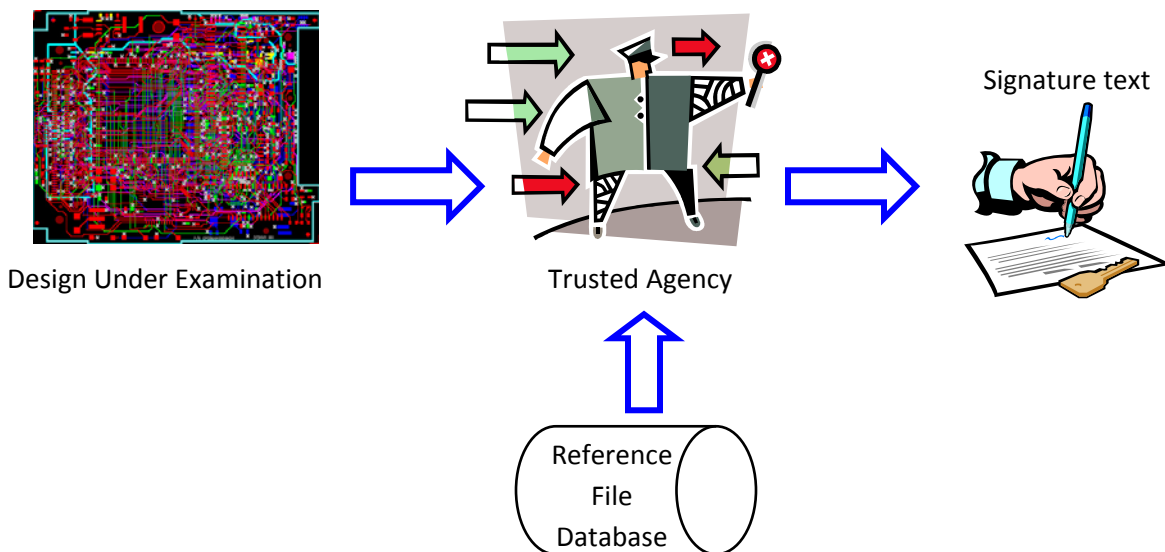 Signature text
Design Under Examination
Trusted Agency
Reference
File
Database